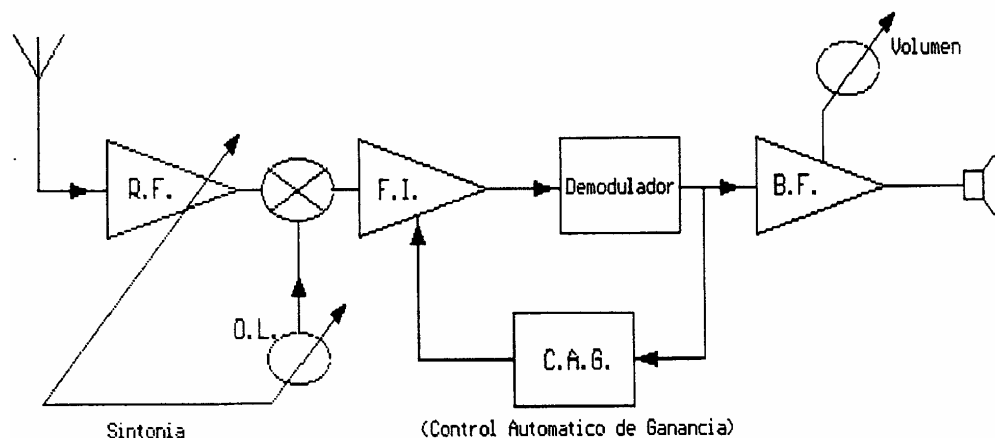 Volumen
R.F.
F.I.
Demodulador
B.F.
O.L.
C.A.G.
Sintonia
(Control Automatico de Ganancia)